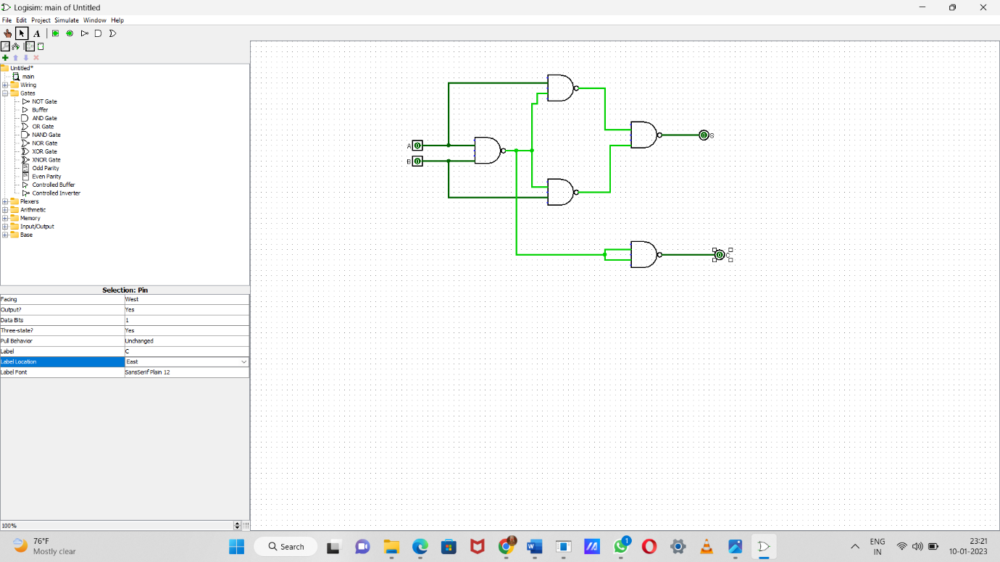 Logisim: main of Untitled
File Edit Project Simulate Window Help
A
Untitled*
main
Wiring
Gates
NOT Gate
Buffer
AND Gate
OR Gate
NAND Gate
NOR Gate
XOR Gate
XNOR Gate
Odd Parity
Even Parity
Controlled Buffer
Controlled Inverter
Plexers
Arithmetic
Memory
Input/Output
Base
Selection: Pin
Facing West
Output? Yes
Data Bits 1
Three-state? Yes
Pull Behavior Unchanged
Label C
Label Location East
Label Font SansSerif Plain 12
100%
A 0
B 0
0 S
0 C
76°F
Mostly clear
Search
1
ENG
IN
23:21
10-01-2023